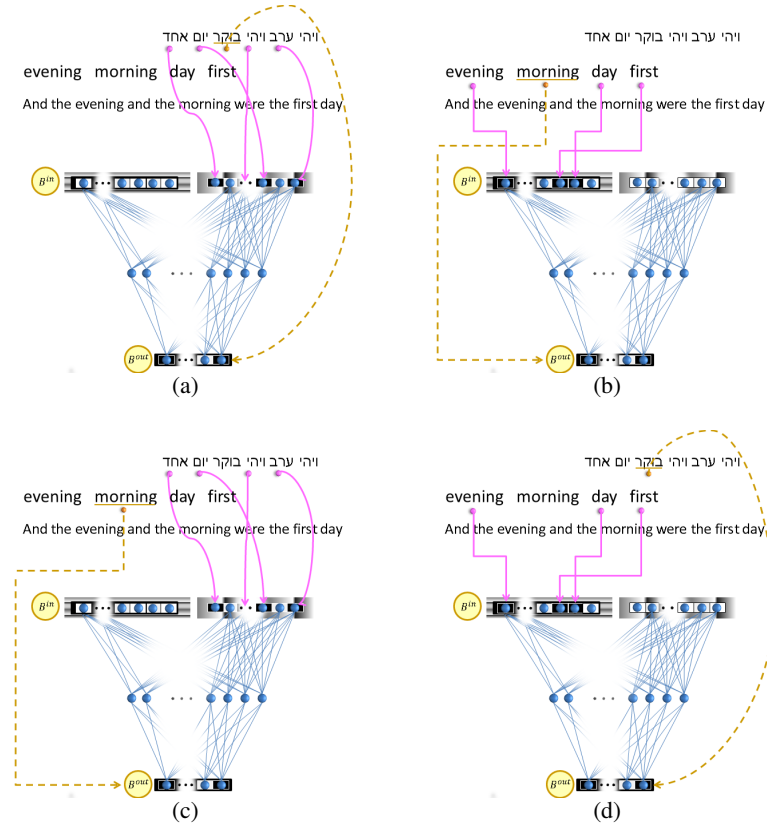 ויהי ערב ויהי בוקר יום אחד
evening morning day first
And the evening and the morning were the first day
B^in
B^out
(a)
ויהי ערב ויהי בוקר יום אחד
evening morning day first
And the evening and the morning were the first day
B^in
B^out
(b)
ויהי ערב ויהי בוקר יום אחד
evening morning day first
And the evening and the morning were the first day
B^in
B^out
(c)
ויהי ערב ויהי בוקר יום אחד
evening morning day first
And the evening and the morning were the first day
B^in
B^out
(d)